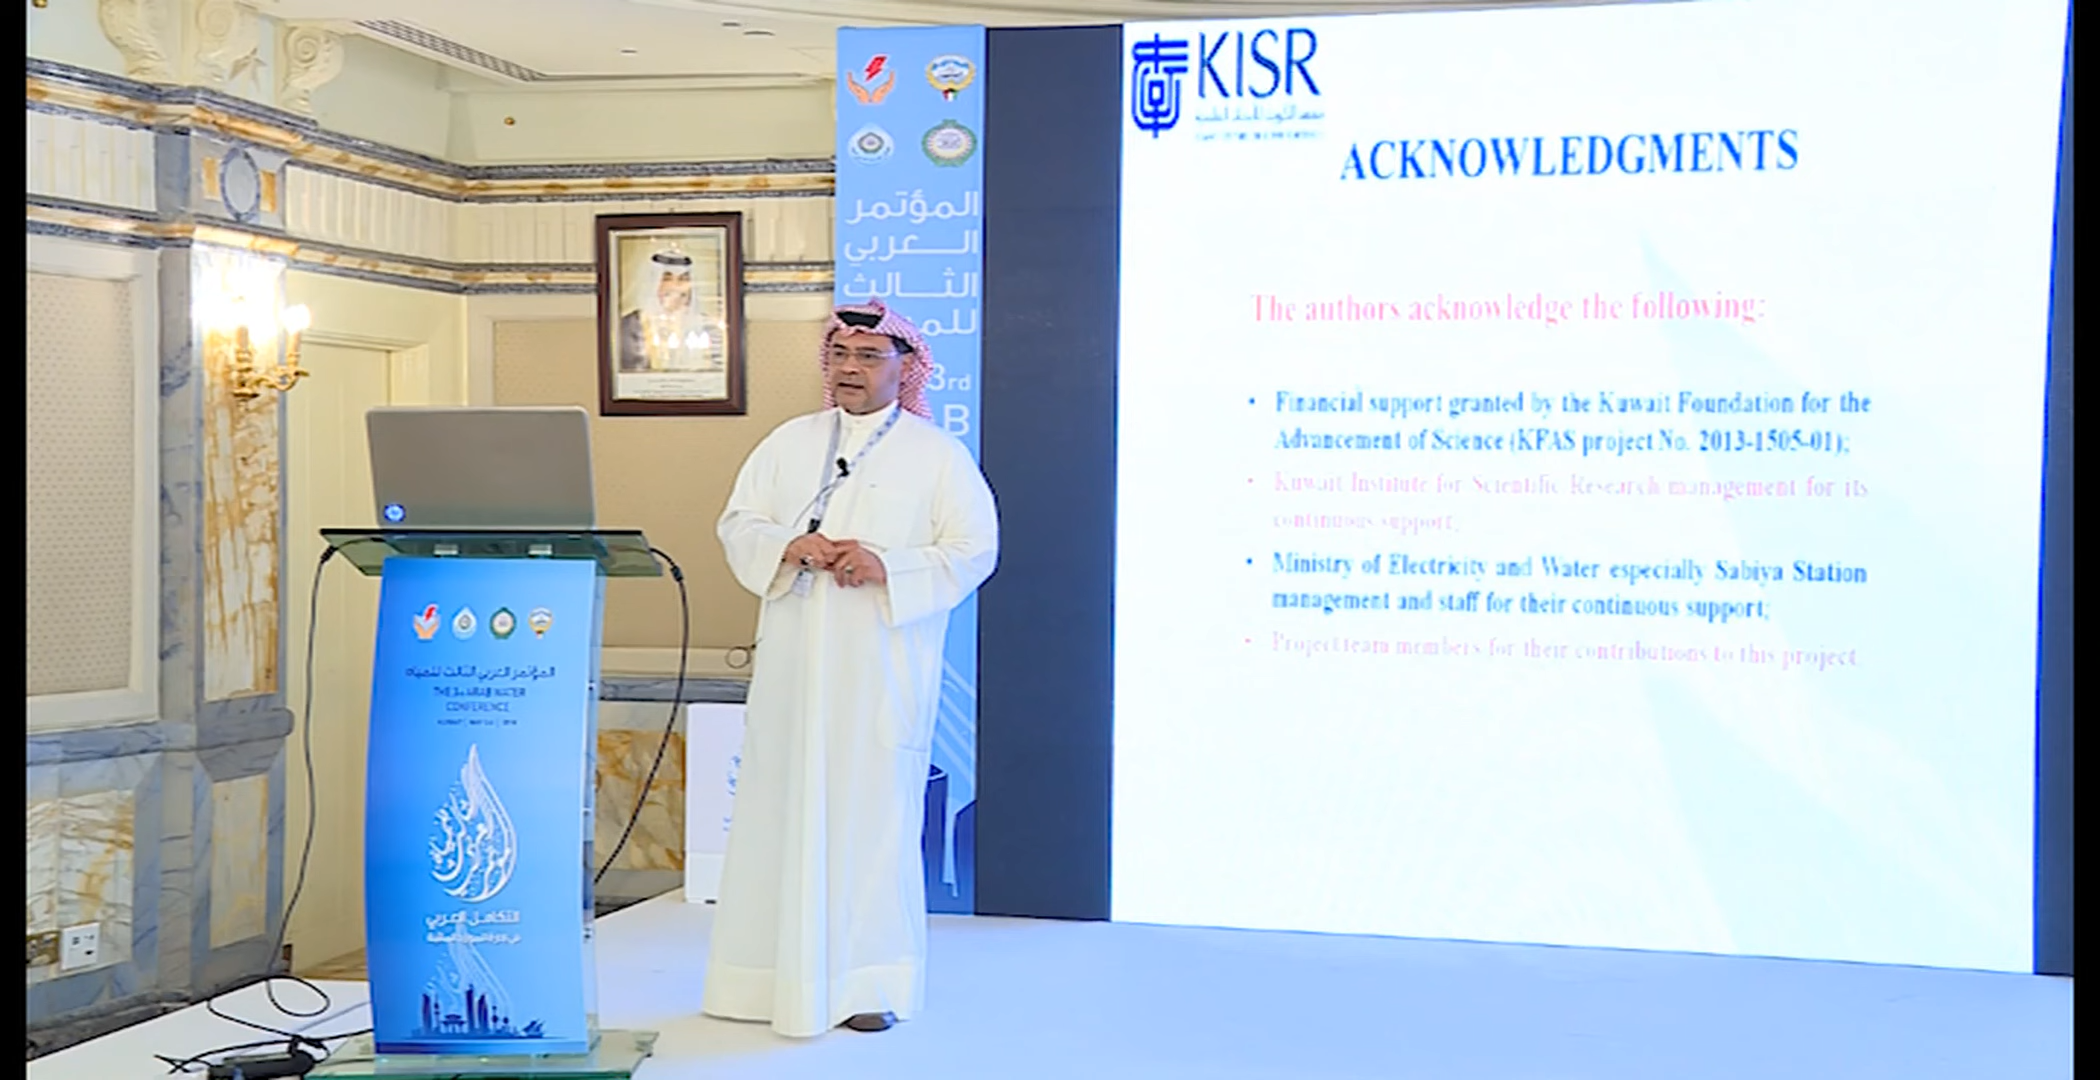 KISR
ACKNOWLEDGMENTS
The authors acknowledge the following:
• Financial support granted by the Kuwait Foundation for the
Advancement of Science (KFAS project No. 2013-1505-01);
• Kuwait Institute for Scientific Research management for its
continuous support;
• Ministry of Electricity and Water especially Sabiya Station
management and staff for their continuous support;
• Project team members for their contributions to this project.
المؤتمر
العربي
الثالث
3rd
B
المؤتمر العربي الثالث للمياه
THE 3rd ARAB WATER
CONFERENCE
التكامل العربي